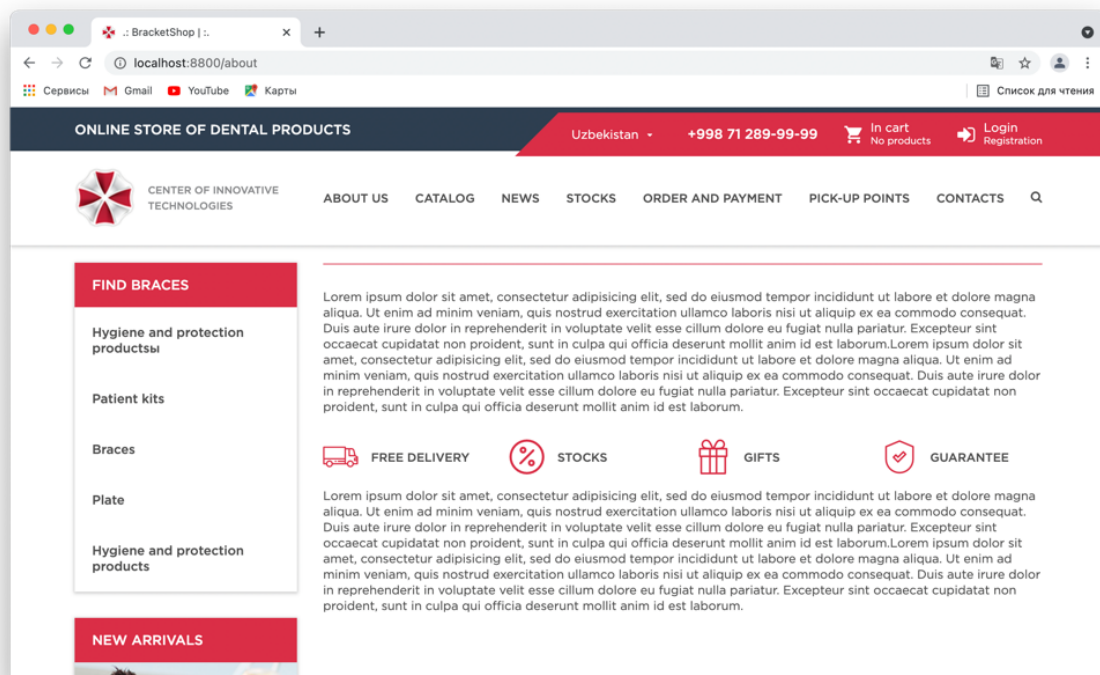 .: BracketShop | :.
localhost:8800/about
Сервисы Gmail YouTube Карты Список для чтения
ONLINE STORE OF DENTAL PRODUCTS
Uzbekistan +998 71 289-99-99 In cart Login
No products Registration
CENTER OF INNOVATIVE
TECHNOLOGIES
ABOUT US CATALOG NEWS STOCKS ORDER AND PAYMENT PICK-UP POINTS CONTACTS
FIND BRACES
Hygiene and protection
productsы
Patient kits
Braces
Plate
Hygiene and protection
products
NEW ARRIVALS
Lorem ipsum dolor sit amet, consectetur adipisicing elit, sed do eiusmod tempor incididunt ut labore et dolore magna
aliqua. Ut enim ad minim veniam, quis nostrud exercitation ullamco laboris nisi ut aliquip ex ea commodo consequat.
Duis aute irure dolor in reprehenderit in voluptate velit esse cillum dolore eu fugiat nulla pariatur. Excepteur sint
occaecat cupidatat non proident, sunt in culpa qui officia deserunt mollit anim id est laborum.Lorem ipsum dolor sit
amet, consectetur adipisicing elit, sed do eiusmod tempor incididunt ut labore et dolore magna aliqua. Ut enim ad
minim veniam, quis nostrud exercitation ullamco laboris nisi ut aliquip ex ea commodo consequat. Duis aute irure dolor
in reprehenderit in voluptate velit esse cillum dolore eu fugiat nulla pariatur. Excepteur sint occaecat cupidatat non
proident, sunt in culpa qui officia deserunt mollit anim id est laborum.
FREE DELIVERY STOCKS GIFTS GUARANTEE
Lorem ipsum dolor sit amet, consectetur adipisicing elit, sed do eiusmod tempor incididunt ut labore et dolore magna
aliqua. Ut enim ad minim veniam, quis nostrud exercitation ullamco laboris nisi ut aliquip ex ea commodo consequat.
Duis aute irure dolor in reprehenderit in voluptate velit esse cillum dolore eu fugiat nulla pariatur. Excepteur sint
occaecat cupidatat non proident, sunt in culpa qui officia deserunt mollit anim id est laborum.Lorem ipsum dolor sit
amet, consectetur adipisicing elit, sed do eiusmod tempor incididunt ut labore et dolore magna aliqua. Ut enim ad
minim veniam, quis nostrud exercitation ullamco laboris nisi ut aliquip ex ea commodo consequat. Duis aute irure dolor
in reprehenderit in voluptate velit esse cillum dolore eu fugiat nulla pariatur. Excepteur sint occaecat cupidatat non
proident, sunt in culpa qui officia deserunt mollit anim id est laborum.